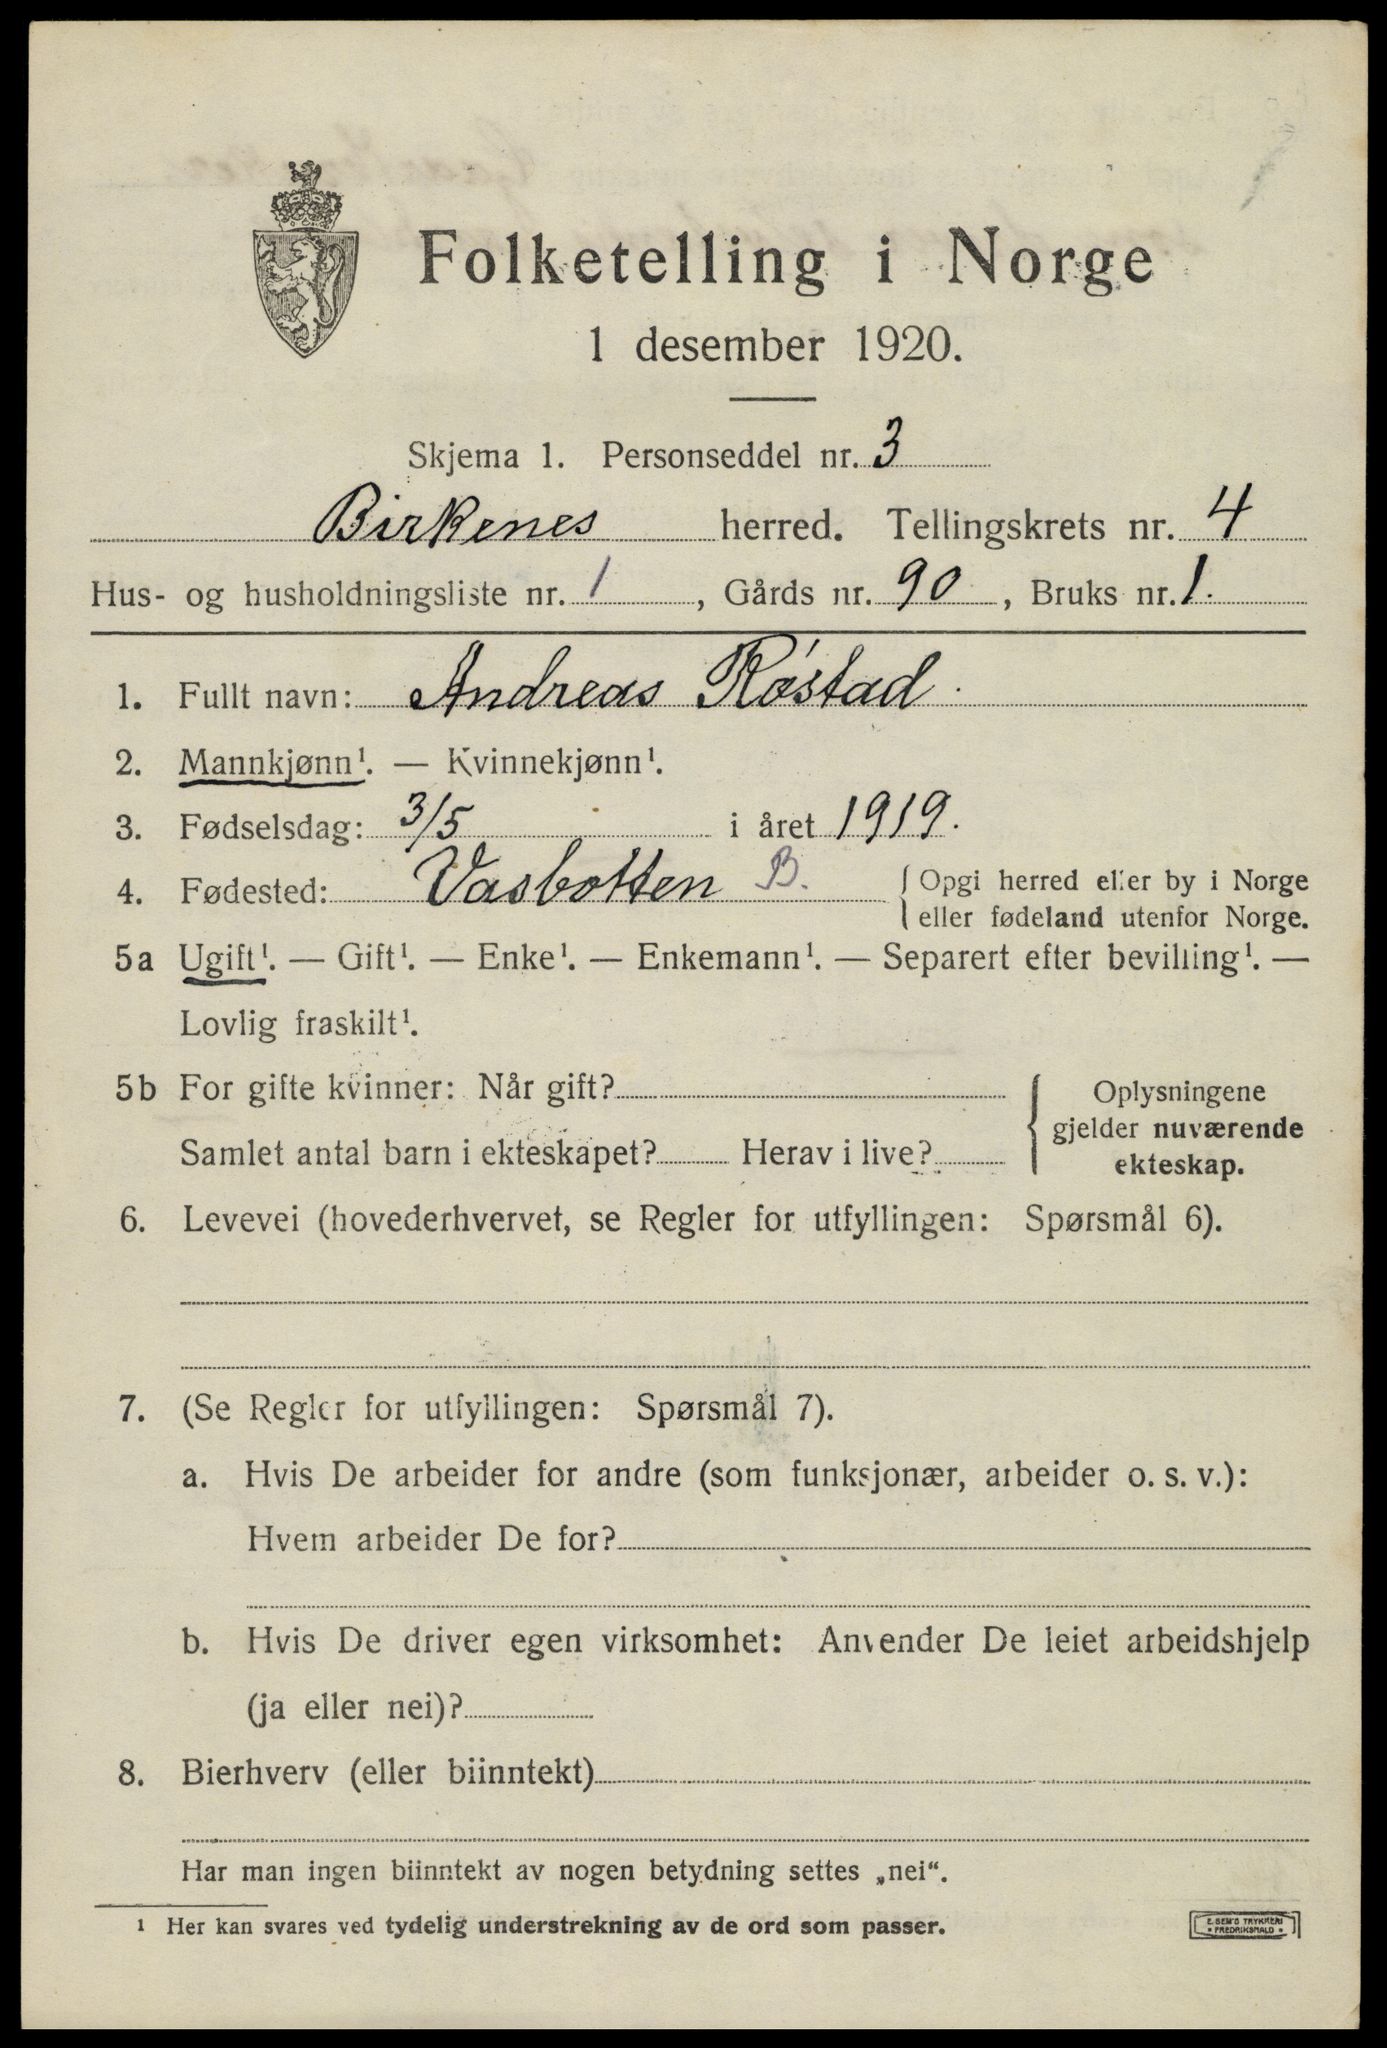 Folketelling i Norge
1 desember 1920.
Skjema 1. Personseddel nr. 3
Birkenes herred. Tellingskrets nr. 4
Hus- og husholdningsliste nr. 1, Gårds nr. 90, Bruks nr. 1.
1. Fullt navn: Andreas Røstad.
2. Mannkjønn¹. — Kvinnekjønn¹.
3. Fødselsdag: 3/5 i året 1919.
4. Fødested: Vasbotten B. { Opgi herred eller by i Norge
eller fødeland utenfor Norge.
5a Ugift¹. — Gift¹. — Enke¹. — Enkemann¹. — Separert efter bevilling¹. —
Lovlig fraskilt¹.
5b For gifte kvinner: Når gift? { Oplysningene
gjelder nuværende
Samlet antal barn i ekteskapet? Herav i live?
ekteskap.
6. Levevei (hovederhvervet, se Regler for utfyllingen: Spørsmål 6).
7. (Se Regler for utfyllingen: Spørsmål 7).
a. Hvis De arbeider for andre (som funksjonær, arbeider o. s. v.):
Hvem arbeider De for?
b. Hvis De driver egen virksomhet: Anvender De leiet arbeidshjelp
(ja eller nei)?
8. Bierhverv (eller biinntekt)
Har man ingen biinntekt av nogen betydning settes „nei“.
¹ Her kan svares ved tydelig understrekning av de ord som passer.
E. SEM'S TRYKKERI
FREDRIKSHALD